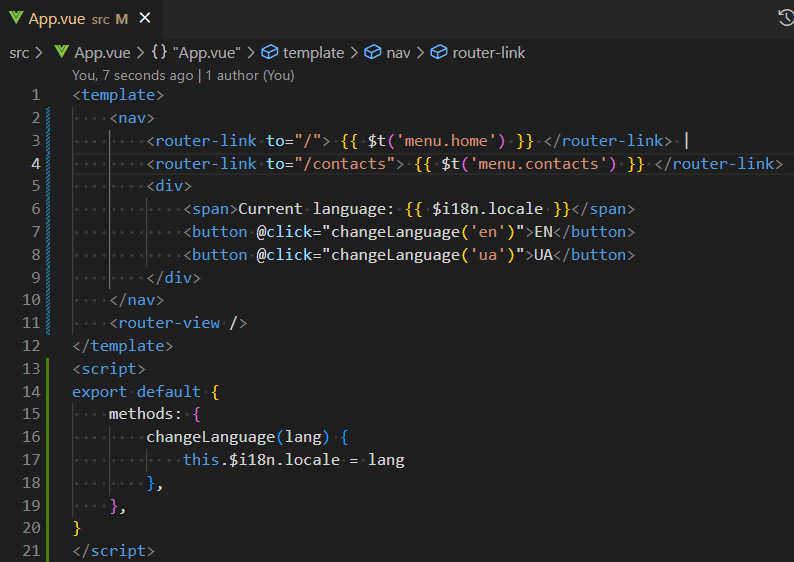 App.vue src M
src > App.vue > {} "App.vue" > template > nav > router-link
You, 7 seconds ago | 1 author (You)
1 <template>
2 <nav>
3 <router-link to="/"> {{ $t('menu.home') }} </router-link> |
4 <router-link to="/contacts"> {{ $t('menu.contacts') }} </router-link>
5 <div>
6 <span>Current language: {{ $i18n.locale }}</span>
7 <button @click="changeLanguage('en')">EN</button>
8 <button @click="changeLanguage('ua')">UA</button>
9 </div>
10 </nav>
11 <router-view />
12 </template>
13 <script>
14 export default {
15 methods: {
16 changeLanguage(lang) {
17 this.$i18n.locale = lang
18 },
19 },
20 }
21 </script>